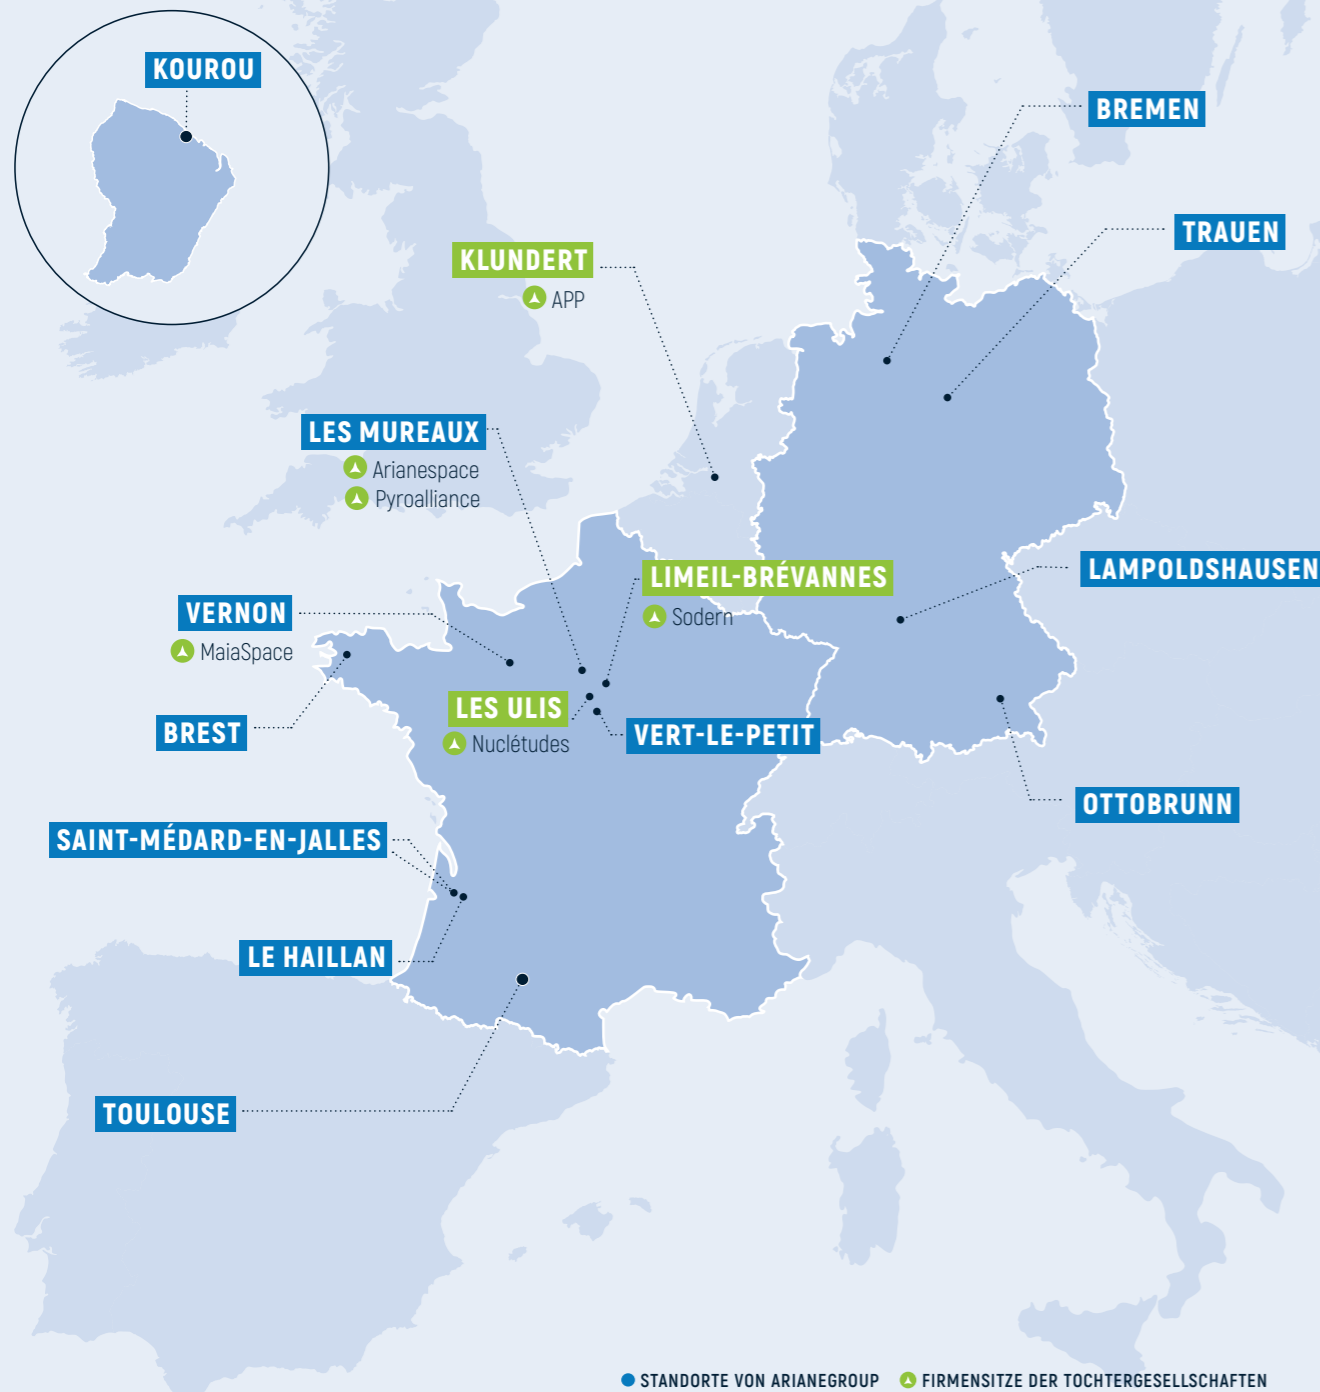 KOUROU
BREMEN
TRAUEN
KLUNDERT
APP
LES MUREAUX
Arianespace
Pyroalliance
LIMEIL-BRÉVANNES
Sodern
LAMPOLDSHAUSEN
VERNON
MaiaSpace
LES ULIS
Nuclétudes
BREST
VERT-LE-PETIT
OTTOBRUNN
SAINT-MÉDARD-EN-JALLES
LE HAILLAN
TOULOUSE
STANDORTE VON ARIANEGROUP
FIRMENSITZE DER TOCHTERGESELLSCHAFTEN